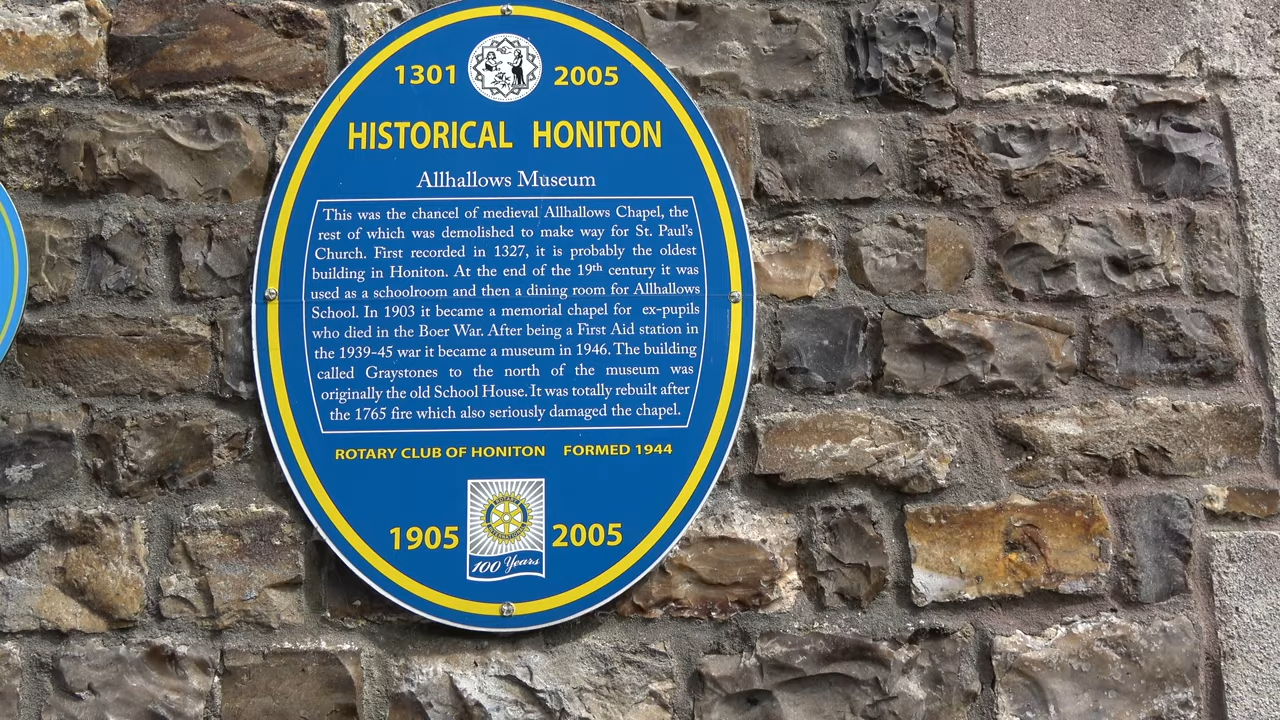 1301 2005
HISTORICAL HONITON
Allhallows Museum
This was the chancel of medieval Allhallows Chapel, the
rest of which was demolished to make way for St. Paul's
Church. First recorded in 1327, it is probably the oldest
building in Honiton. At the end of the 19th century it was
used as a schoolroom and then a dining room for Allhallows
School. In 1903 it became a memorial chapel for ex-pupils
who died in the Boer War. After being a First Aid station in
the 1939-45 war it became a museum in 1946. The building
called Graystones to the north of the museum was
originally the old School House. It was totally rebuilt after
the 1765 fire which also seriously damaged the chapel.
ROTARY CLUB OF HONITON FORMED 1944
1905 2005
ROTARY
INTERNATIONAL
100 Years